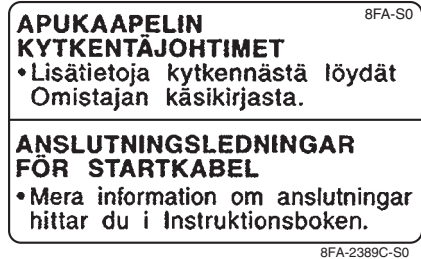 8FA-S0
APUKAAPELIN
KYTKENTÄJOHTIMET
•Lisätietoja kytkennästä löydät
Omistajan käsikirjasta.
ANSLUTNINGSLEDNINGAR
FÖR STARTKABEL
•Mera information om anslutningar
hittar du i Instruktionsboken.
8FA-2389C-S0